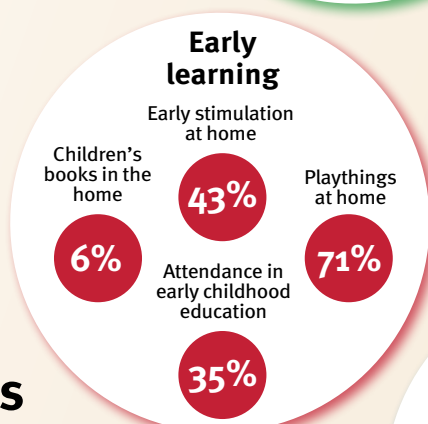 Early
learning
Early stimulation
at home
43%
Children's
books in the
home
6%
Playthings
at home
71%
Attendance in
early childhood
education
35%
s